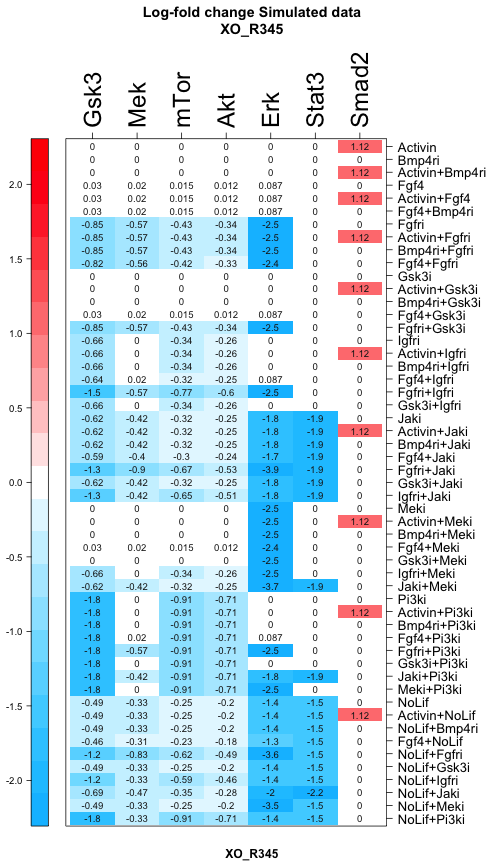 Log-fold change Simulated data
XO_R345
Gsk3 Mek mTor Akt Erk Stat3 Smad2
0 0 0 0 0 0 1.12 Activin
0 0 0 0 0 0 0 Bmp4ri
0 0 0 0 0 0 1.12 Activin+Bmp4ri
2.0 0.03 0.02 0.015 0.012 0.087 0 0 Fgf4
0.03 0.02 0.015 0.012 0.087 0 1.12 Activin+Fgf4
0.03 0.02 0.015 0.012 0.087 0 0 Fgf4+Bmp4ri
-0.85 -0.57 -0.43 -0.34 -2.5 0 0 Fgfri
-0.85 -0.57 -0.43 -0.34 -2.5 0 1.12 Activin+Fgfri
-0.85 -0.57 -0.43 -0.34 -2.5 0 0 Bmp4ri+Fgfri
1.5 -0.82 -0.56 -0.42 -0.33 -2.4 0 0 Fgf4+Fgfri
0 0 0 0 0 0 0 Gsk3i
0 0 0 0 0 0 1.12 Activin+Gsk3i
0 0 0 0 0 0 0 Bmp4ri+Gsk3i
0.03 0.02 0.015 0.012 0.087 0 0 Fgf4+Gsk3i
1.0 -0.85 -0.57 -0.43 -0.34 -2.5 0 0 Fgfri+Gsk3i
-0.66 0 -0.34 -0.26 0 0 0 Igfri
-0.66 0 -0.34 -0.26 0 0 1.12 Activin+Igfri
-0.66 0 -0.34 -0.26 0 0 0 Bmp4ri+Igfri
-0.64 0.02 -0.32 -0.25 0.087 0 0 Fgf4+Igfri
-1.5 -0.57 -0.77 -0.6 -2.5 0 0 Fgfri+Igfri
0.5 -0.66 0 -0.34 -0.26 0 0 0 Gsk3i+Igfri
-0.62 -0.42 -0.32 -0.25 -1.8 -1.9 0 Jaki
-0.62 -0.42 -0.32 -0.25 -1.8 -1.9 1.12 Activin+Jaki
-0.62 -0.42 -0.32 -0.25 -1.8 -1.9 0 Bmp4ri+Jaki
-0.59 -0.4 -0.3 -0.24 -1.7 -1.9 0 Fgf4+Jaki
-1.3 -0.9 -0.67 -0.53 -3.9 -1.9 0 Fgfri+Jaki
0.0 -0.62 -0.42 -0.32 -0.25 -1.8 -1.9 0 Gsk3i+Jaki
-1.3 -0.42 -0.65 -0.51 -1.8 -1.9 0 Igfri+Jaki
0 0 0 0 -2.5 0 0 Meki
0 0 0 0 -2.5 0 1.12 Activin+Meki
0 0 0 0 -2.5 0 0 Bmp4ri+Meki
0.03 0.02 0.015 0.012 -2.4 0 0 Fgf4+Meki
-0.5 0 0 0 0 -2.5 0 0 Gsk3i+Meki
-0.66 0 -0.34 -0.26 -2.5 0 0 Igfri+Meki
-0.62 -0.42 -0.32 -0.25 -3.7 -1.9 0 Jaki+Meki
-1.8 0 -0.91 -0.71 0 0 0 Pi3ki
-1.8 0 -0.91 -0.71 0 0 1.12 Activin+Pi3ki
-1.8 0 -0.91 -0.71 0 0 0 Bmp4ri+Pi3ki
-1.0 -1.8 0.02 -0.91 -0.71 0.087 0 0 Fgf4+Pi3ki
-1.8 -0.57 -0.91 -0.71 -2.5 0 0 Fgfri+Pi3ki
-1.8 0 -0.91 -0.71 0 0 0 Gsk3i+Pi3ki
-1.8 -0.42 -0.91 -0.71 -1.8 -1.9 0 Jaki+Pi3ki
-1.8 0 -0.91 -0.71 -2.5 0 0 Meki+Pi3ki
-1.5 -0.49 -0.33 -0.25 -0.2 -1.4 -1.5 0 NoLif
-0.49 -0.33 -0.25 -0.2 -1.4 -1.5 1.12 Activin+NoLif
-0.49 -0.33 -0.25 -0.2 -1.4 -1.5 0 NoLif+Bmp4ri
-0.46 -0.31 -0.23 -0.18 -1.3 -1.5 0 Fgf4+NoLif
-1.2 -0.83 -0.62 -0.49 -3.6 -1.5 0 NoLif+Fgfri
-0.49 -0.33 -0.25 -0.2 -1.4 -1.5 0 NoLif+Gsk3i
-2.0 -1.2 -0.33 -0.59 -0.46 -1.4 -1.5 0 NoLif+Igfri
-0.69 -0.47 -0.35 -0.28 -2 -2.2 0 NoLif+Jaki
-0.49 -0.33 -0.25 -0.2 -3.5 -1.5 0 NoLif+Meki
-1.8 -0.33 -0.91 -0.71 -1.4 -1.5 0 NoLif+Pi3ki
XO_R345